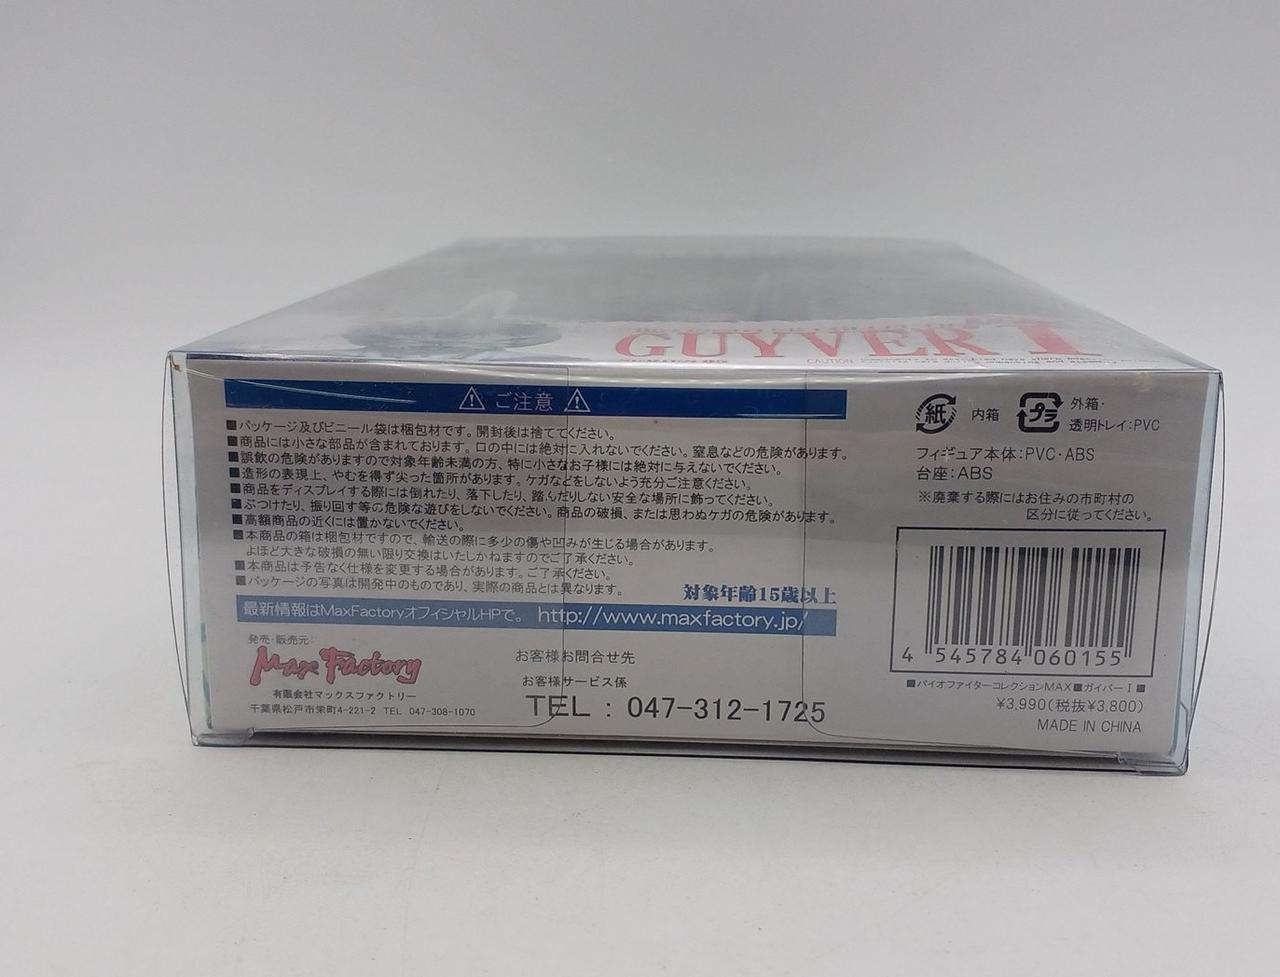 GUYVER I
CAUTION
⚠ ご注意 ⚠
■パッケージ及びビニール袋は梱包材です。開封後は捨ててください。
■商品には小さな部品が含まれております。口の中には絶対に入れないでください。窒息などの危険があります。
■誤飲の危険がありますので対象年齢未満の方、特に小さなお子様には絶対に与えないでください。
■造形の表現上、やむを得ず尖った箇所があります。ケガなどをしないよう充分ご注意ください。
■商品をディスプレイする際には倒れたり、落下したり、踏んだりしない安全な場所に飾ってください。
■ぶつけたり、振り回す等の危険な遊びをしないでください。商品の破損、または思わぬケガの危険があります。
■高額商品の近くには置かないでください。
■本商品の箱は梱包材ですので、輸送の際に多少の傷や凹みが生じる場合があります。
よほど大きな破損の無い限り交換はいたしかねますのでご了承ください。
■本商品は予告なく仕様を変更する場合があります。ご了承ください。
■パッケージの写真は開発中のものであり、実際の商品とは異なります。
対象年齢15歳以上
最新情報はMaxFactoryオフィシャルHPで。 http://www.maxfactory.jp/
発売・販売元:
Max Factory
有限会社マックスファクトリー
千葉県松戸市栄町4-221-2 TEL 047-308-1070
お客様お問合せ先
お客様サービス係
TEL : 047-312-1725
紙 内箱
プラ 外箱・
透明トレイ:PVC
フィギュア本体:PVC・ABS
台座:ABS
※廃棄する際にはお住みの市町村の
区分に従ってください。
4 545784 060155
■バイオファイターコレクションMAX■ガイバーI■
¥3,990(税抜¥3,800)
MADE IN CHINA